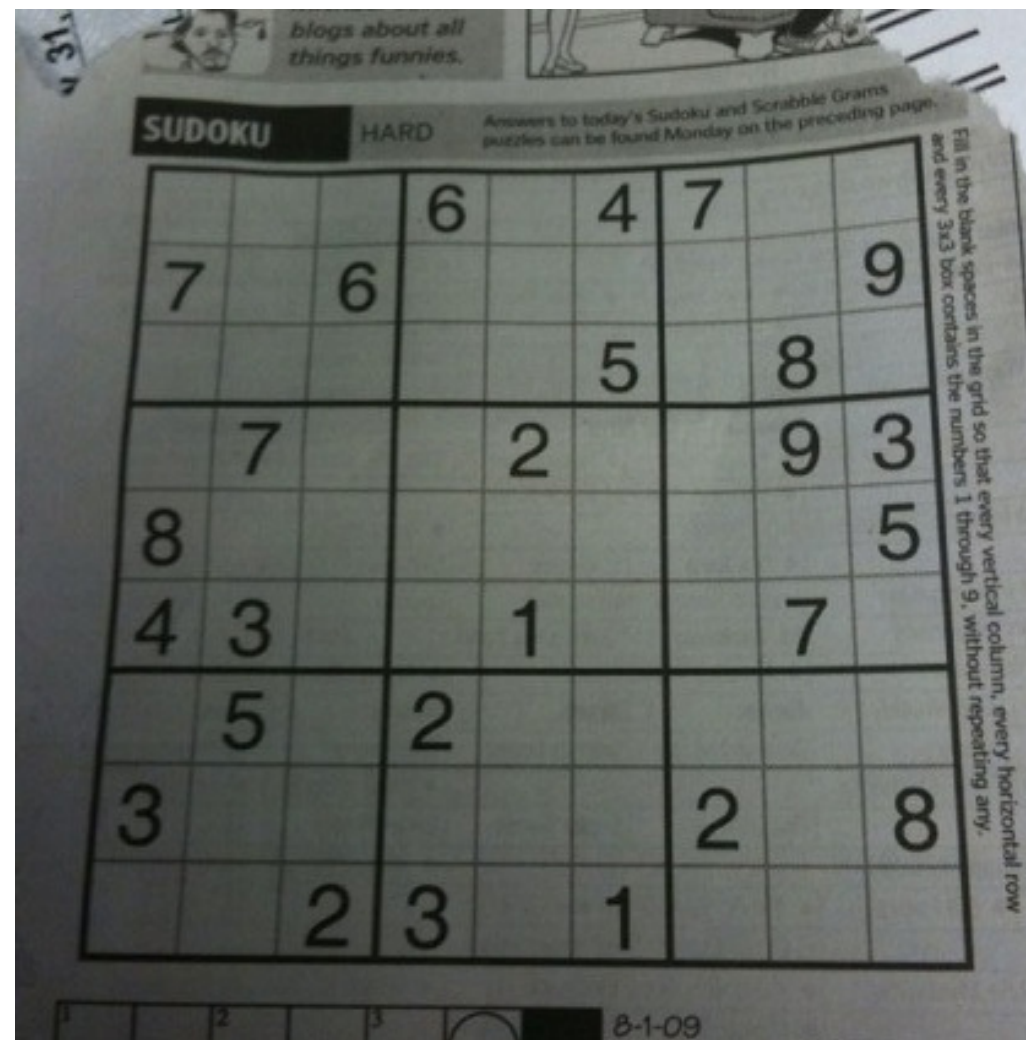 31,
blogs about all
things funnies.
SUDOKU HARD Answers to today's Sudoku and Scrabble Grams
puzzles can be found Monday on the preceding page.
6 4 7
7 6 9
5 8
7 2 9 3
8 5
4 3 1 7
5 2
3 2 8
2 3 1
Fill in the blank spaces in the grid so that every vertical column, every horizontal row
and every 3x3 box contains the numbers 1 through 9, without repeating any.
1 2 3 8-1-09